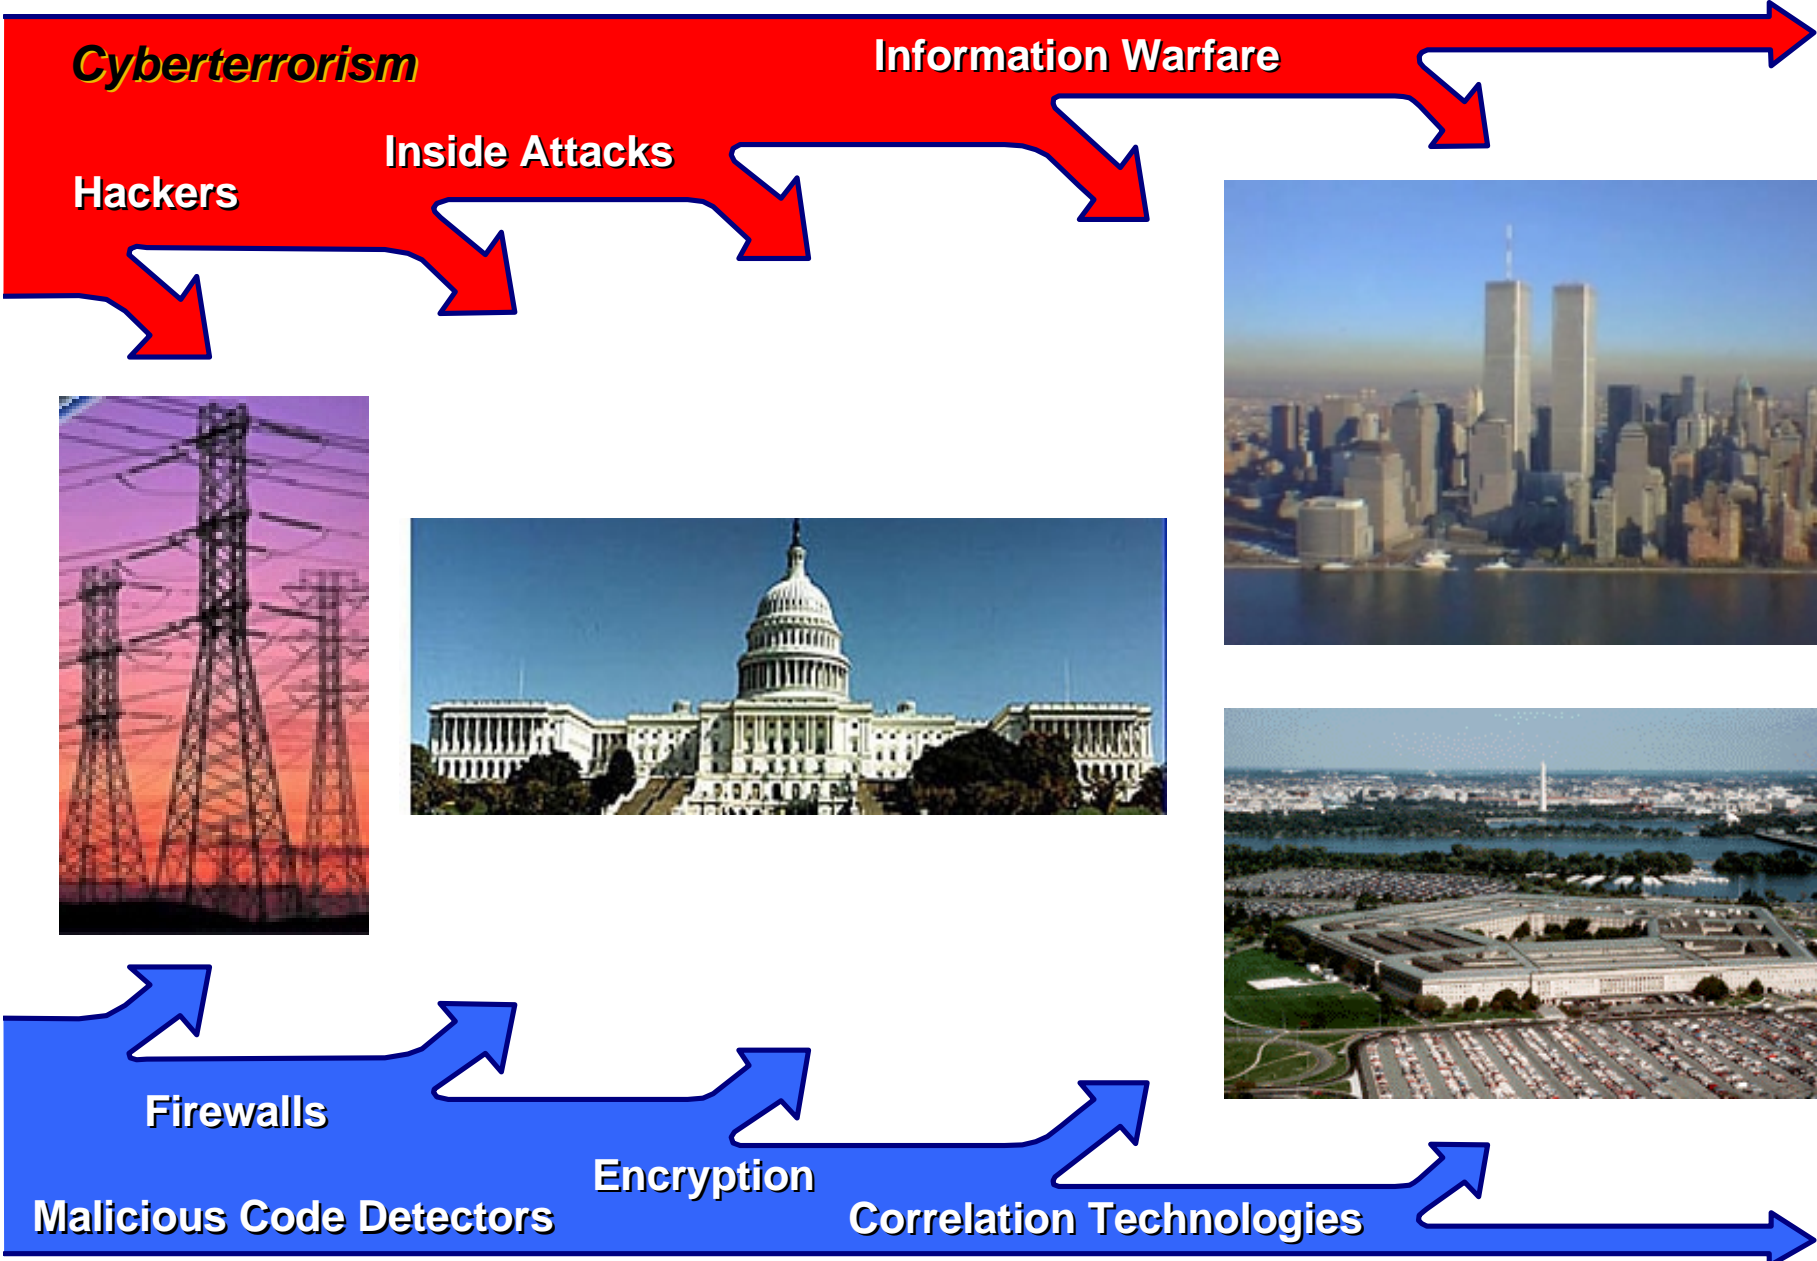 Cyberterrorism
Information Warfare
Inside Attacks
Hackers
Firewalls
Encryption
Malicious Code Detectors
Correlation Technologies